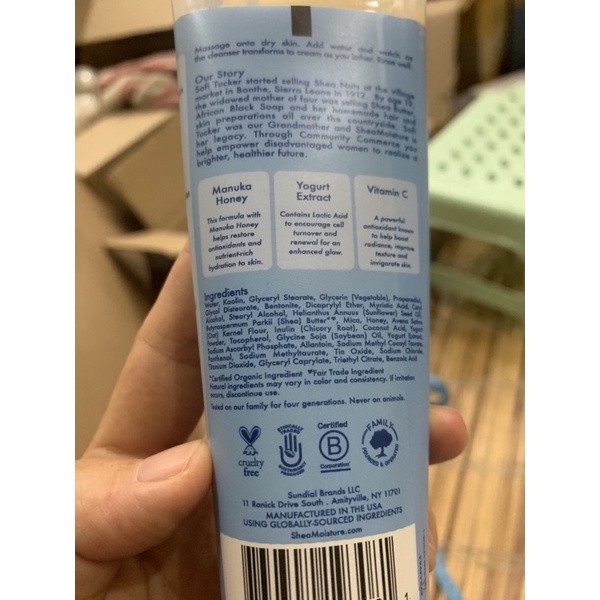 Massage onto dry skin. Add water and watch as
the cleanser transforms to cream as you lather. Rinse well.
Our Story
Sofi Tucker started selling Shea Nuts at the village
market in Bonthe, Sierra Leone in 1912. By age 19,
the widowed mother of four was selling Shea Butter,
African Black Soap and her homemade hair and
skin preparations all over the countryside. Sofi
Tucker was our Grandmother and SheaMoisture is
her legacy. Through Community Commerce you
help empower disadvantaged women to realize a
brighter, healthier future.
Manuka
Honey
This formula with
Manuka Honey
helps restore
antioxidants and
nutrient-rich
hydration to skin.
Yogurt
Extract
Contains Lactic Acid
to encourage cell
turnover and
renewal for an
enhanced glow.
Vitamin C
A powerful
antioxidant known
to help boost
radiance, improve
texture and
invigorate skin.
Ingredients
Water, Kaolin, Glyceryl Stearate, Glycerin (Vegetable), Propanediol,
Glycol Distearate, Bentonite, Dicaprylyl Ether, Myristic Acid, Cetyl
Alcohol, Stearyl Alcohol, Helianthus Annuus (Sunflower) Seed Oil,
Butyrospermum Parkii (Shea) Butter*♥, Mica, Honey, Avena Sativa
(Oat) Kernel Flour, Inulin (Chicory Root), Coconut Acid, Yogurt
Powder, Tocopherol, Glycine Soja (Soybean) Oil, Yogurt Extract,
Sodium Ascorbyl Phosphate, Allantoin, Sodium Methyl Cocoyl Taurate,
Panthenol, Sodium Methyltaurate, Tin Oxide, Sodium Chloride,
Titanium Dioxide, Glyceryl Caprylate, Triethyl Citrate, Benzoic Acid
*Certified Organic Ingredient ♥Fair Trade Ingredient
Natural ingredients may vary in color and consistency. If irritation
occurs, discontinue use.
Tested on our family for four generations. Never on animals.
cruelty
free
ETHICALLY
TRADED
SUSTAINABLY
PRODUCED
Certified
B
Corporation
FAMILY
FOUNDED & OPERATED
Sundial Brands LLC
11 Ranick Drive South . Amityville, NY 11701
MANUFACTURED IN THE USA
USING GLOBALLY-SOURCED INGREDIENTS
SheaMoisture.com
1